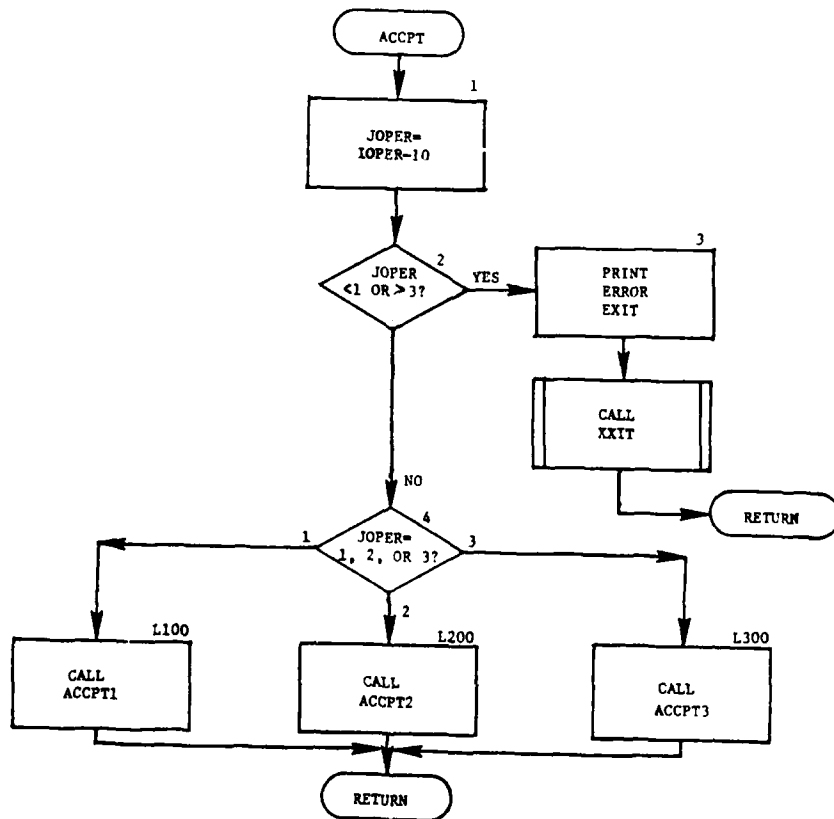 ACCPT
1
JOPER=
IOPER-10
2
JOPER
<1 OR >3?
YES
3
PRINT
ERROR
EXIT
CALL
XXIT
RETURN
NO
4
JOPER=
1, 2, OR 3?
1
3
2
L100
CALL
ACCPT1
L200
CALL
ACCPT2
L300
CALL
ACCPT3
RETURN